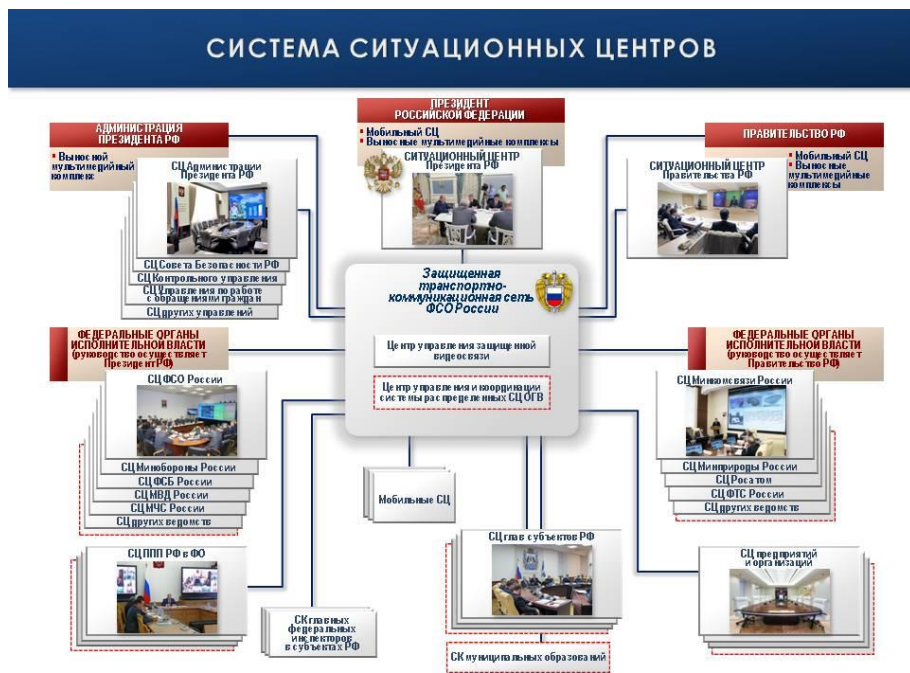 СИСТЕМА СИТУАЦИОННЫХ ЦЕНТРОВ
АДМИНИСТРАЦИЯ
ПРЕЗИДЕНТА РФ
Выносной
мультимедийный
комплекс
СЦ Администрации
Президента РФ
СЦ Совета Безопасности РФ
СЦ Контрольного управления
СЦ Управления по работе
с обращениями граждан
СЦ других управлений
ПРЕЗИДЕНТ
РОССИЙСКОЙ ФЕДЕРАЦИИ
Мобильный СЦ
Выносные мультимедийные комплексы
СИТУАЦИОННЫЙ ЦЕНТР
Президента РФ
ПРАВИТЕЛЬСТВО РФ
СИТУАЦИОННЫЙ ЦЕНТР
Правительства РФ
Мобильный СЦ
Выносные
мультимедийные
комплексы
Защищенная
транспортно-
коммуникационная сеть
ФСО России
Центр управления защищенной
видеосвязи
Центр управления и координации
системы распределенных СЦ ОГВ
ФЕДЕРАЛЬНЫЕ ОРГАНЫ
ИСПОЛНИТЕЛЬНОЙ ВЛАСТИ
(руководство осуществляет
Президент РФ)
СЦ ФСО России
СЦ Минобороны России
СЦ ФСБ России
СЦ МВД России
СЦ МЧС России
СЦ других ведомств
ФЕДЕРАЛЬНЫЕ ОРГАНЫ
ИСПОЛНИТЕЛЬНОЙ ВЛАСТИ
(руководство осуществляет
Правительство РФ)
СЦ Минкомсвязи России
СЦ Минприроды России
СЦ Росатом
СЦ ФТС России
СЦ других ведомств
Мобильные СЦ
СЦ ППП РФ в ФО
СК главных
федеральных
инспекторов
в субъектах РФ
СЦ глав субъектов РФ
СК муниципальных образований
СЦ предприятий
и организаций